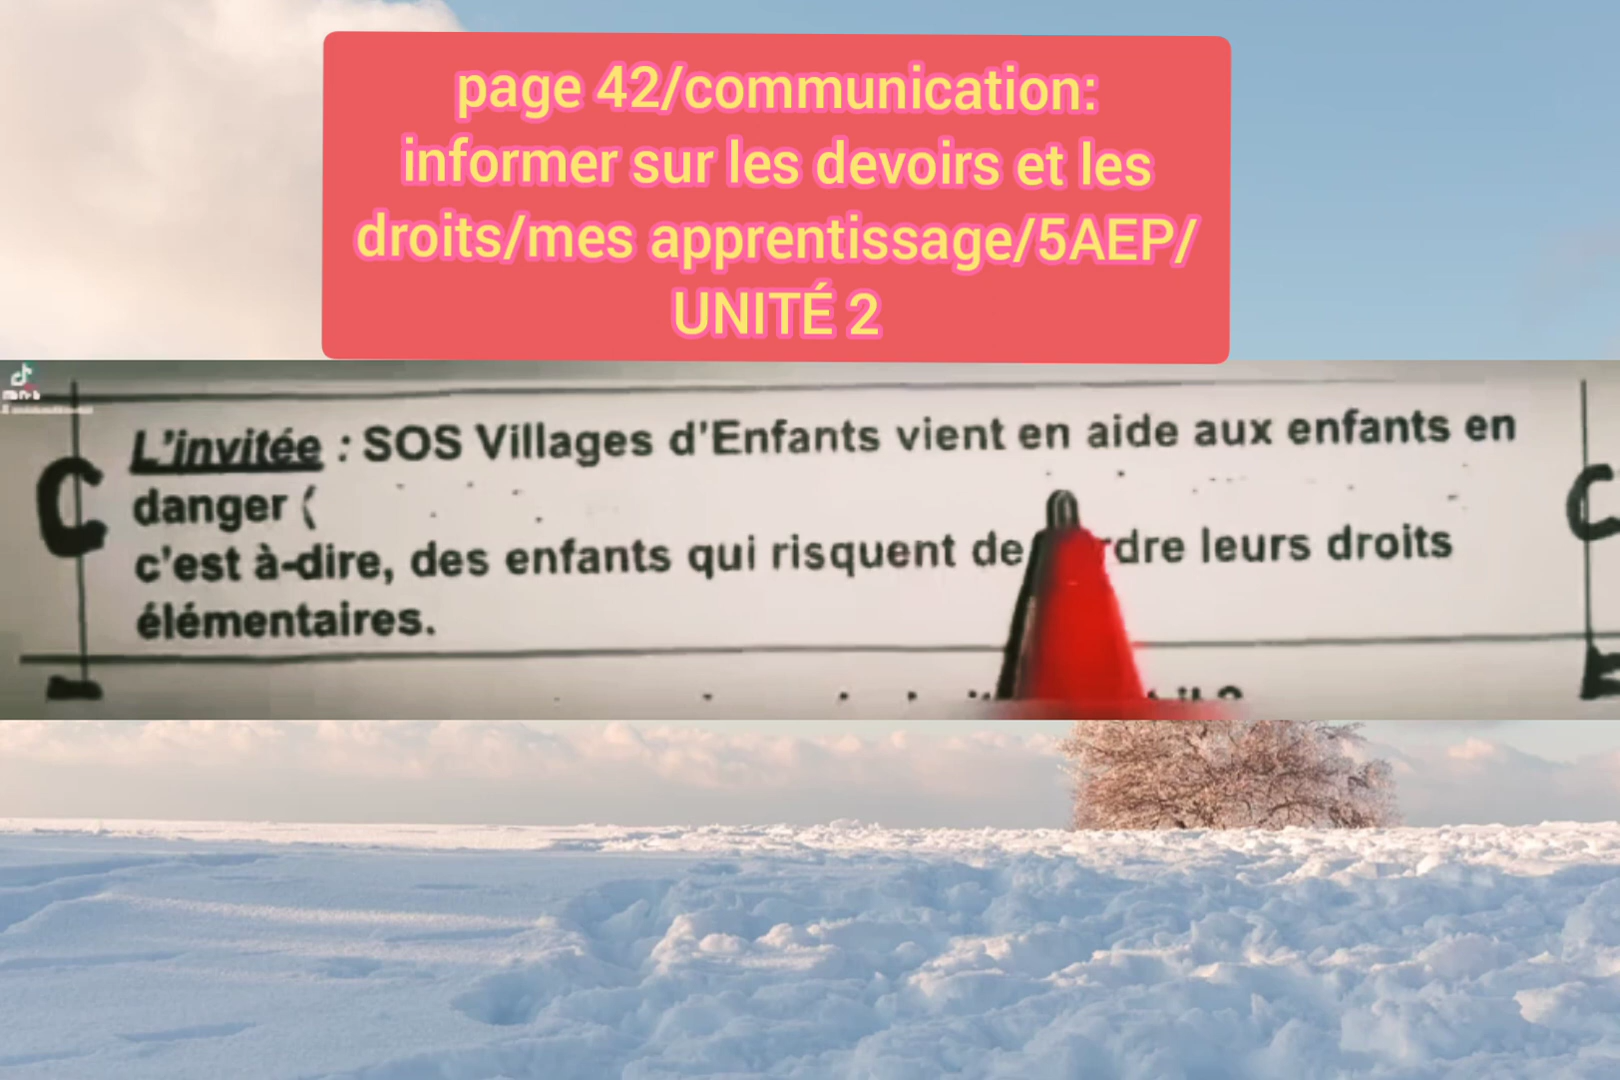 page 42/communication:
informer sur les devoirs et les
droits/mes apprentissage/5AEP/
UNITÉ 2
L'invitée : SOS Villages d'Enfants vient en aide aux enfants en
C danger ( C
c'est à-dire, des enfants qui risquent de rdre leurs droits
élémentaires.